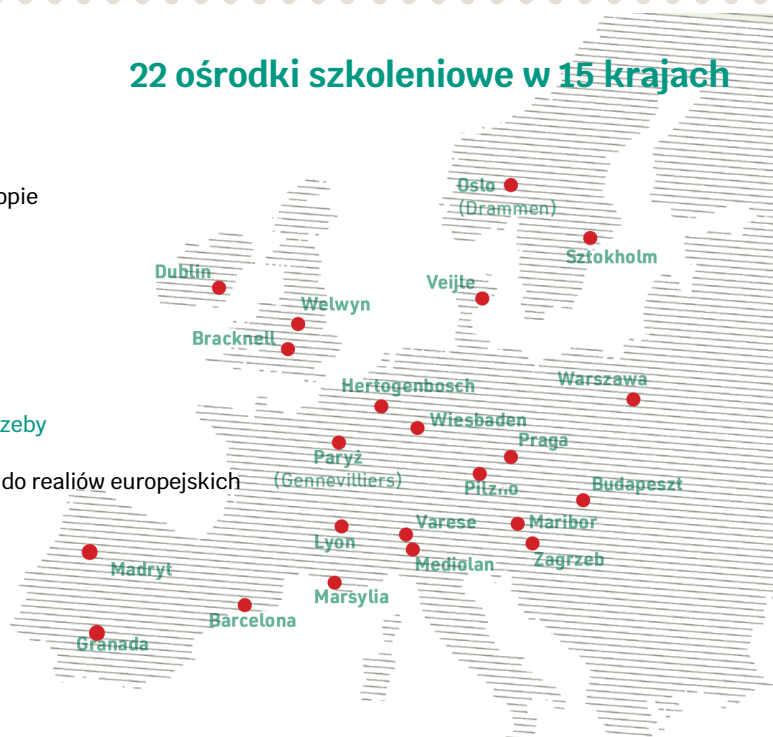 22 ośrodki szkoleniowe w 15 krajach
opie
Oslo
(Drammen)
Sztokholm
Dublin
Veijle
Welwyn
Bracknell
Hertogenbosch
Warszawa
Wiesbaden
zeby
Praga
Paryż
(Gennevilliers)
do realiów europejskich
Pilzno
Budapeszt
Varese
Maribor
Lyon
Mediolan
Zagrzeb
Madryt
Marsylia
Barcelona
Granada